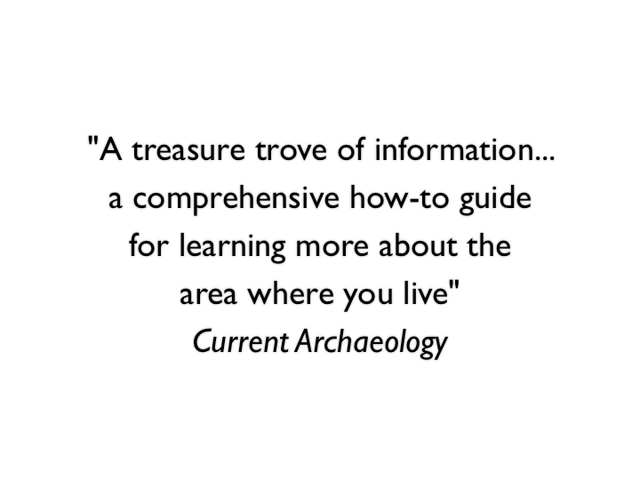 "A treasure trove of information...
a comprehensive how-to guide
for learning more about the
area where you live"
Current Archaeology